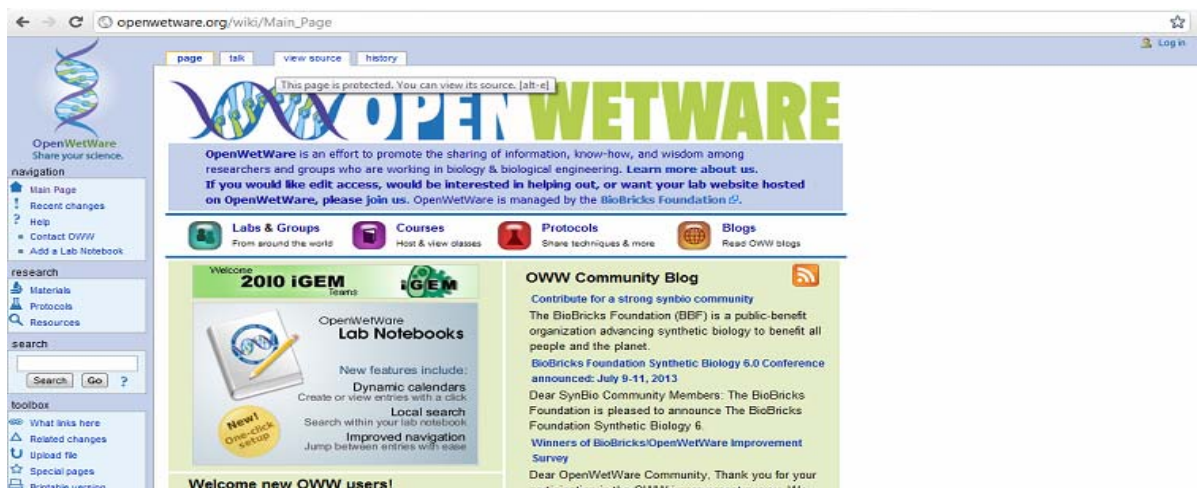 openwetware.org/wiki/Main_Page
Log in
page talk view source history
This page is protected. You can view its source. [alt-e]
OPENWETWARE
OpenWetWare
Share your science.
navigation
Main Page
Recent changes
Help
Contact OWW
Add a Lab Notebook
research
Materials
Protocols
Resources
search
Search Go ?
toolbox
What links here
Related changes
Upload file
Special pages
Printable version
OpenWetWare is an effort to promote the sharing of information, know-how, and wisdom among
researchers and groups who are working in biology & biological engineering. Learn more about us.
If you would like edit access, would be interested in helping out, or want your lab website hosted
on OpenWetWare, please join us. OpenWetWare is managed by the BioBricks Foundation.
Labs & Groups
From around the world
Courses
Host & view classes
Protocols
Share techniques & more
Blogs
Read OWW blogs
Welcome
2010 iGEM
Teams
iGEM
OpenWetWare
Lab Notebooks
New features include:
Dynamic calendars
Create or view entries with a click
Local search
Search within your lab notebook
Improved navigation
Jump between entries with ease
New!
One-click
setup
Welcome new OWW users!
OWW Community Blog
Contribute for a strong synbio community
The BioBricks Foundation (BBF) is a public-benefit
organization advancing synthetic biology to benefit all
people and the planet.
BioBricks Foundation Synthetic Biology 6.0 Conference
announced: July 9-11, 2013
Dear SynBio Community Members: The BioBricks
Foundation is pleased to announce The BioBricks
Foundation Synthetic Biology 6.
Winners of BioBricks/OpenWetWare Improvement
Survey
Dear OpenWetWare Community, Thank you for your